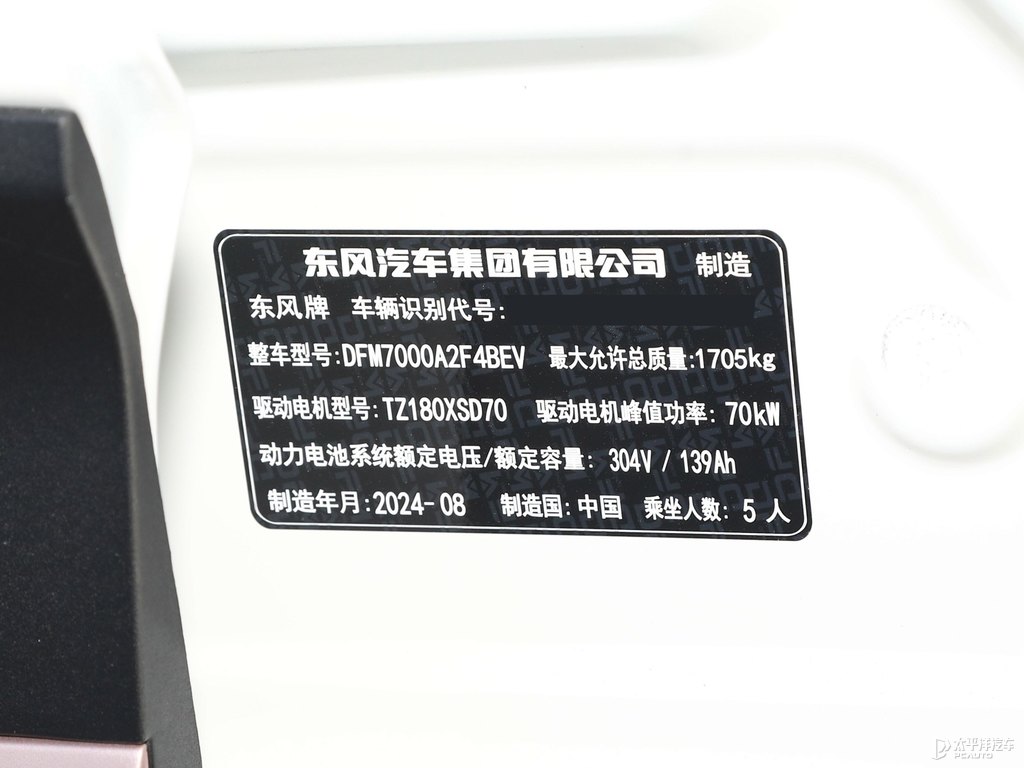 东风汽车集团有限公司 制造
东风牌 车辆识别代号:
整车型号:DFM7000A2F4BEV 最大允许总质量:1705kg
驱动电机型号:TZ180XSD70 驱动电机峰值功率: 70kW
动力电池系统额定电压/额定容量: 304V / 139Ah
制造年月:2024-08 制造国:中国 乘坐人数: 5 人
太平洋汽车
PCAUTO